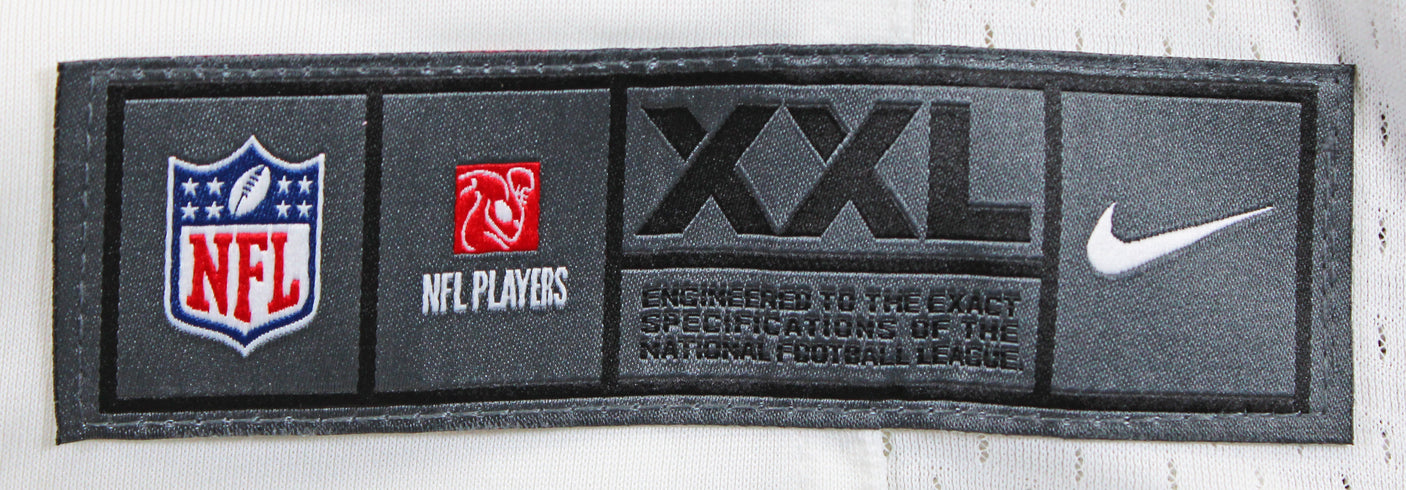 NFL
NFL PLAYERS
XXL
ENGINEERED TO THE EXACT
SPECIFICATIONS OF THE
NATIONAL FOOTBALL LEAGUE.